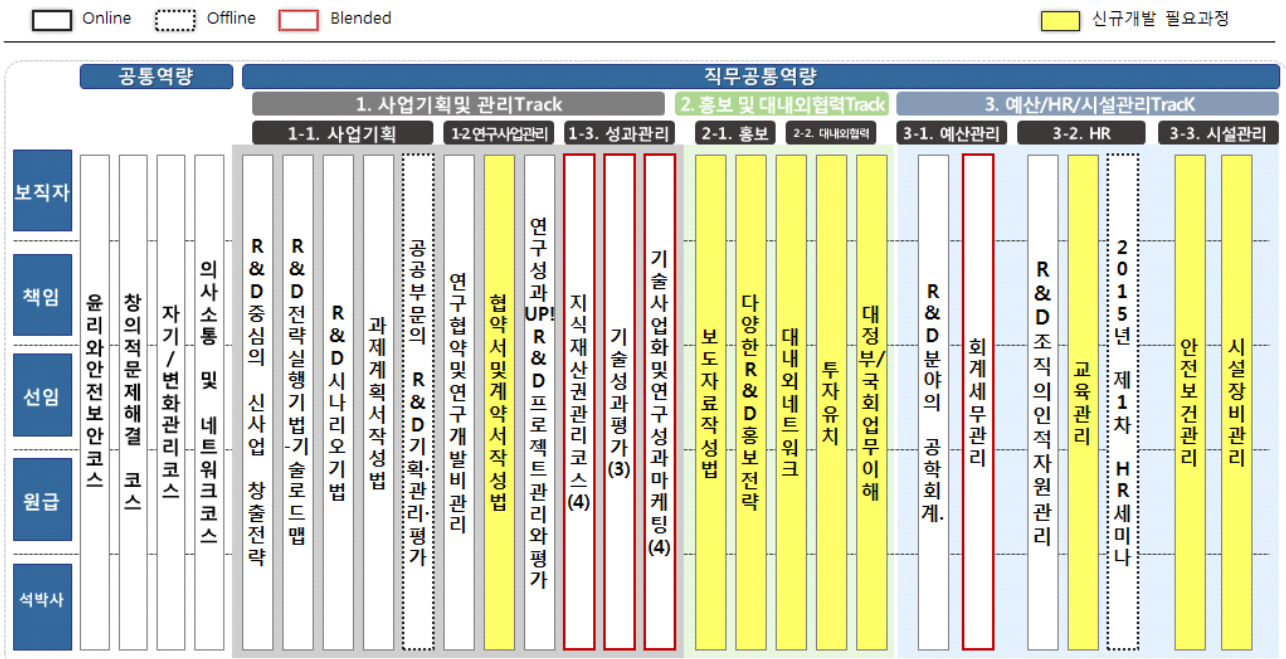 Online
Offline
Blended
신규개발 필요과정
공통역량
직무공통역량
1. 사업기획및 관리Track
2. 홍보 및 대내외협력Track
3. 예산/HR/시설관리TracK
1-1. 사업기획
1-2 연구사업관리
1-3. 성과관리
2-1. 홍보
2-2. 대내외협력
3-1. 예산관리
3-2. HR
3-3. 시설관리
보직자
책임
선임
원급
석박사
윤리와안전보안코스
창의적문제해결 코스
자기/변화관리코스
의사소통 및 네트워크코스
R&D중심의 신사업 창출전략
R&D전략실행기법-기술로드맵
R&D시나리오기법
과제계획서작성법
공공부문의 R&D기획·관리·평가
연구협약및연구개발비관리
협약서및계약서작성법
연구성과UP! R&D프로젝트관리와평가
지식재산권관리코스(4)
기술성과평가(3)
기술사업화및연구성과마케팅(4)
보도자료작성법
다양한R&D홍보전략
대내외네트워크
투자유치
대정부/국회업무이해
R&D분야의 공학회계.
회계세무관리
R&D조직의인적자원관리
교육관리
2015년 제1차 HR세미나
안전보건관리
시설장비관리